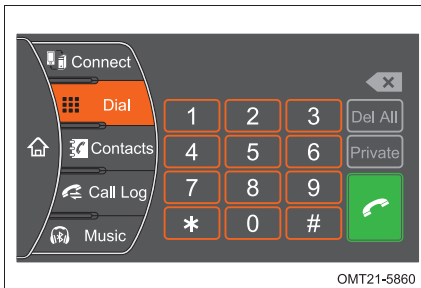 Connect
Dial
Contacts
Call Log
Music
1 2 3 Del All
4 5 6 Private
7 8 9
* 0 #
OMT21-5860